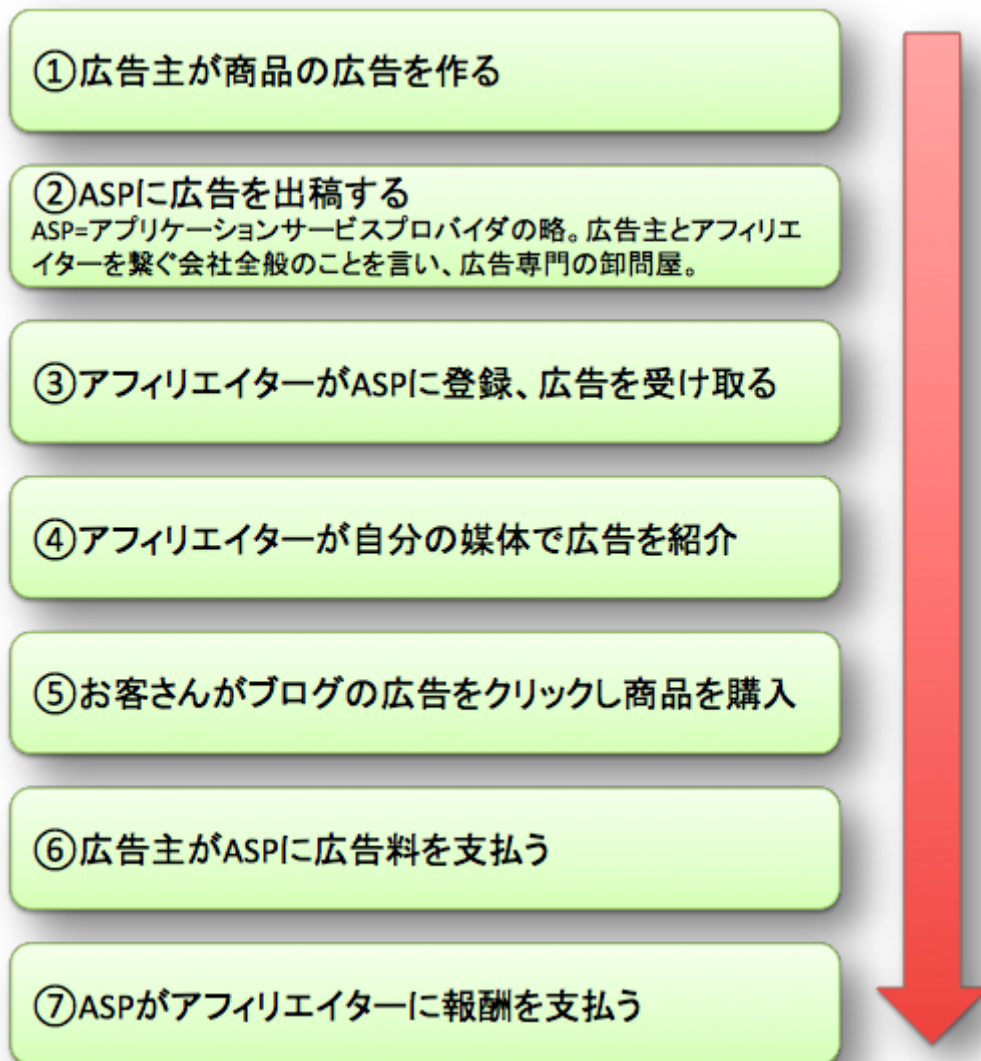 ①広告主が商品の広告を作る
②ASPに広告を出稿する
ASP=アプリケーションサービスプロバイダの略。広告主とアフィリエ
イターを繋ぐ会社全般のことを言い、広告専門の卸問屋。
③アフィリエイターがASPに登録、広告を受け取る
④アフィリエイターが自分の媒体で広告を紹介
⑤お客さんがブログの広告をクリックし商品を購入
⑥広告主がASPに広告料を支払う
⑦ASPがアフィリエイターに報酬を支払う